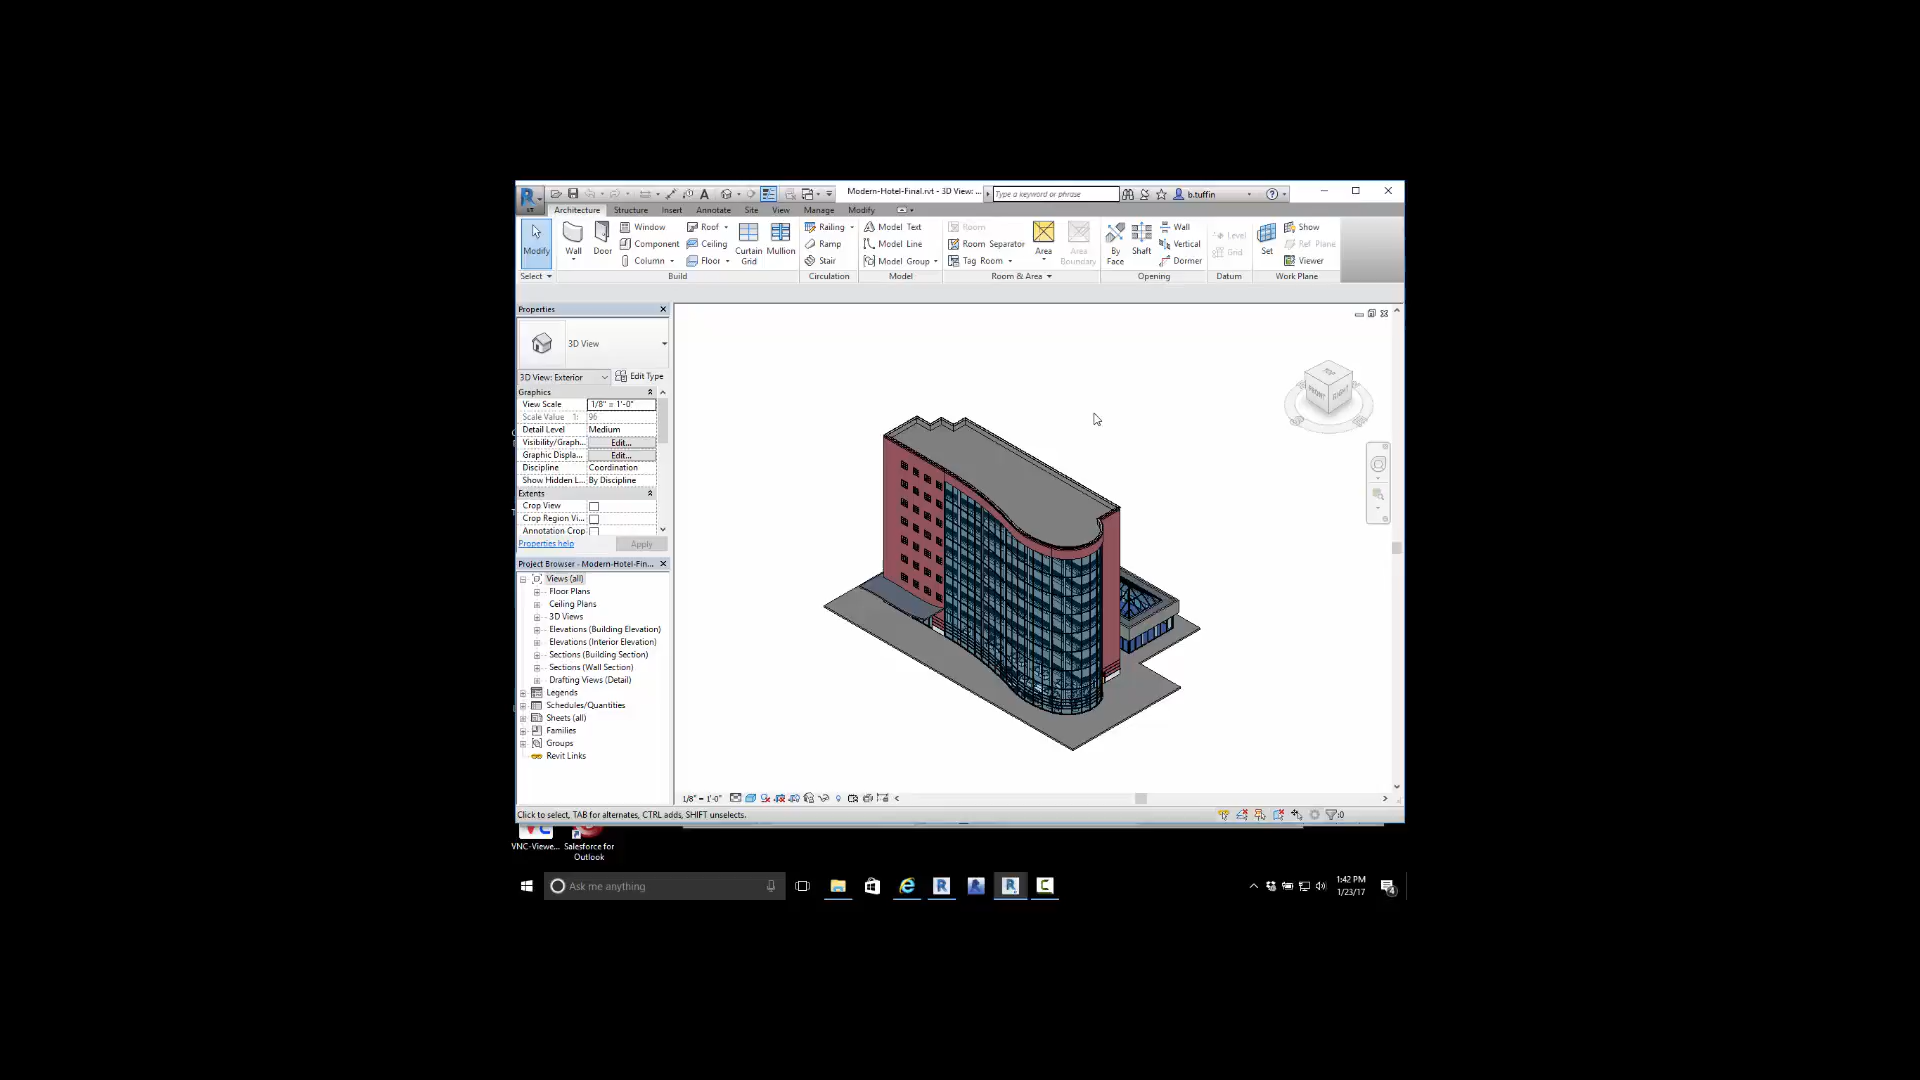 Modern-Hotel-Final.rvt - 3D View: ...
Type a keyword or phrase
b.tuffin
Architecture Structure Insert Annotate Site View Manage Modify
Modify
Wall
Door
Window
Component
Column
Roof
Ceiling
Floor
Curtain
Grid
Mullion
Railing
Ramp
Stair
Model Text
Model Line
Model Group
Room
Room Separator
Tag Room
Area
Area
Boundary
By
Face
Shaft
Wall
Vertical
Dormer
Level
Grid
Set
Show
Ref Plane
Viewer
Select Build Circulation Model Room & Area Opening Datum Work Plane
Properties
3D View
3D View: Exterior Edit Type
Graphics
View Scale 1/8" = 1'-0"
Scale Value 1: 96
Detail Level Medium
Visibility/Graph... Edit...
Graphic Displa... Edit...
Discipline Coordination
Show Hidden L... By Discipline
Extents
Crop View
Crop Region Vi...
Annotation Crop
Properties help Apply
Project Browser - Modern-Hotel-Fin...
Views (all)
Floor Plans
Ceiling Plans
3D Views
Elevations (Building Elevation)
Elevations (Interior Elevation)
Sections (Building Section)
Sections (Wall Section)
Drafting Views (Detail)
Legends
Schedules/Quantities
Sheets (all)
Families
Groups
Revit Links
TOP
FRONT
RIGHT
1/8" = 1'-0"
Click to select, TAB for alternates, CTRL adds, SHIFT unselects.
:0
VNC-Viewe...
Salesforce for
Outlook
Ask me anything
1:42 PM
1/23/17
4